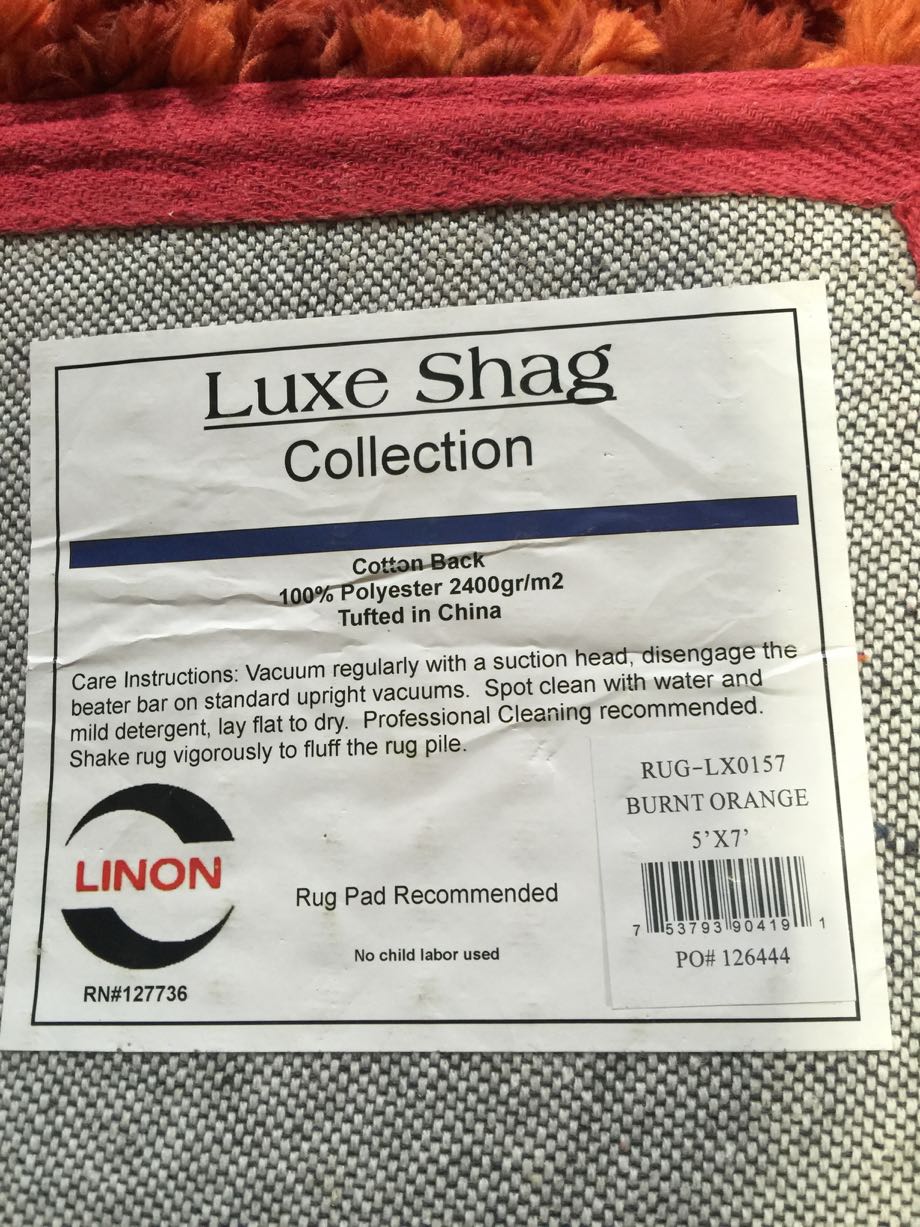 Luxe Shag
Collection
Cotton Back
100% Polyester 2400gr/m2
Tufted in China
Care Instructions: Vacuum regularly with a suction head, disengage the
beater bar on standard upright vacuums. Spot clean with water and
mild detergent, lay flat to dry. Professional Cleaning recommended.
Shake rug vigorously to fluff the rug pile.
LINON
RN#127736
Rug Pad Recommended
No child labor used
RUG-LX0157
BURNT ORANGE
5'X7'
7 53793 90419 1
PO# 126444